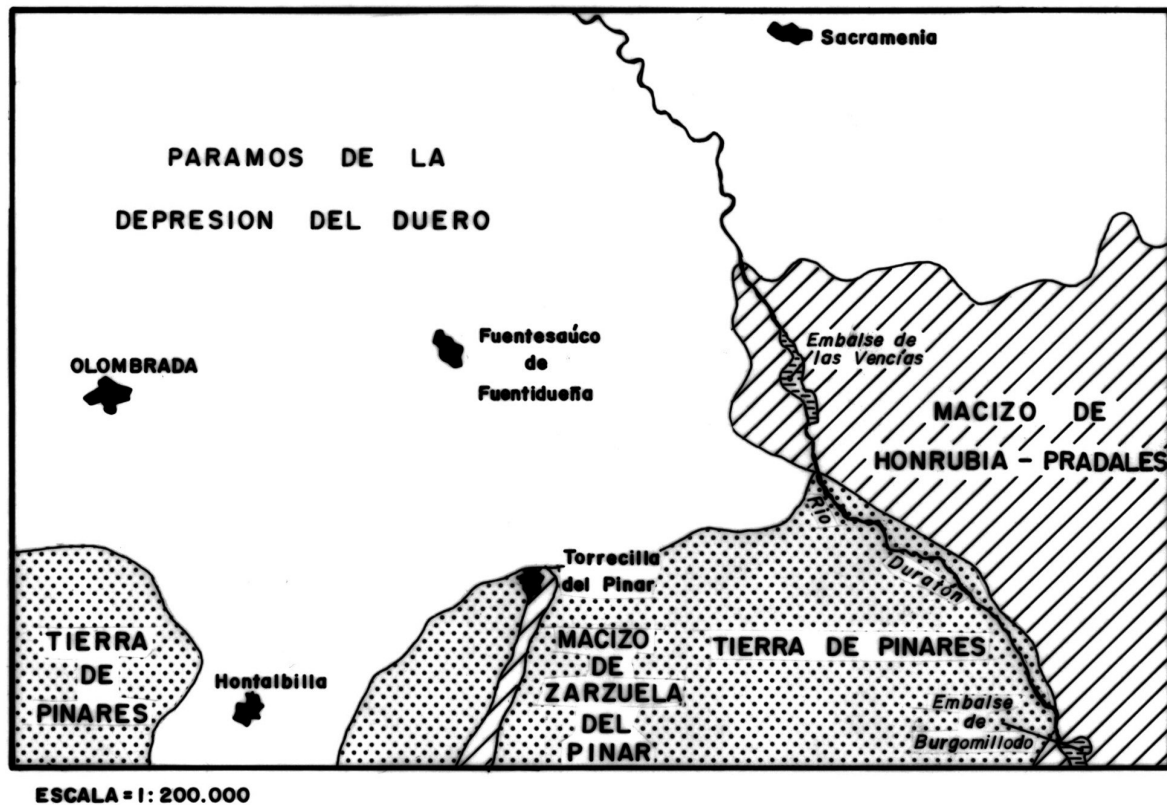 Sacramenia
PARAMOS DE LA
DEPRESION DEL DUERO
Embalse de
las Vencías
Fuentesaúco
de
Fuentidueña
OLOMBRADA
MACIZO DE
HONRUBIA - PRADALES
Río
Duratón
Torrecilla
del Pinar
TIERRA
DE
PINARES
Hontalbilla
MACIZO
DE
ZARZUELA
DEL
PINAR
TIERRA DE PINARES
Embalse
de
Burgomillodo
ESCALA = 1: 200.000